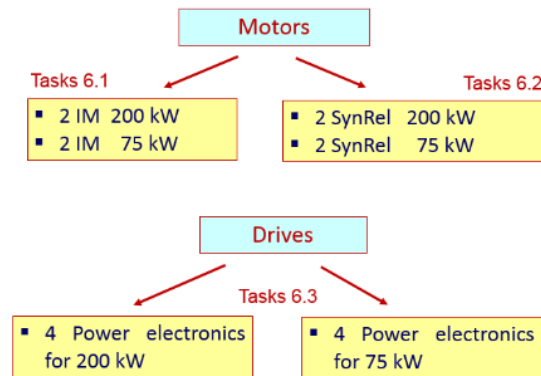 Motors
Tasks 6.1
Tasks 6.2
▪ 2 IM 200 kW
▪ 2 IM 75 kW
▪ 2 SynRel 200 kW
▪ 2 SynRel 75 kW
Drives
Tasks 6.3
▪ 4 Power electronics
for 200 kW
▪ 4 Power electronics
for 75 kW